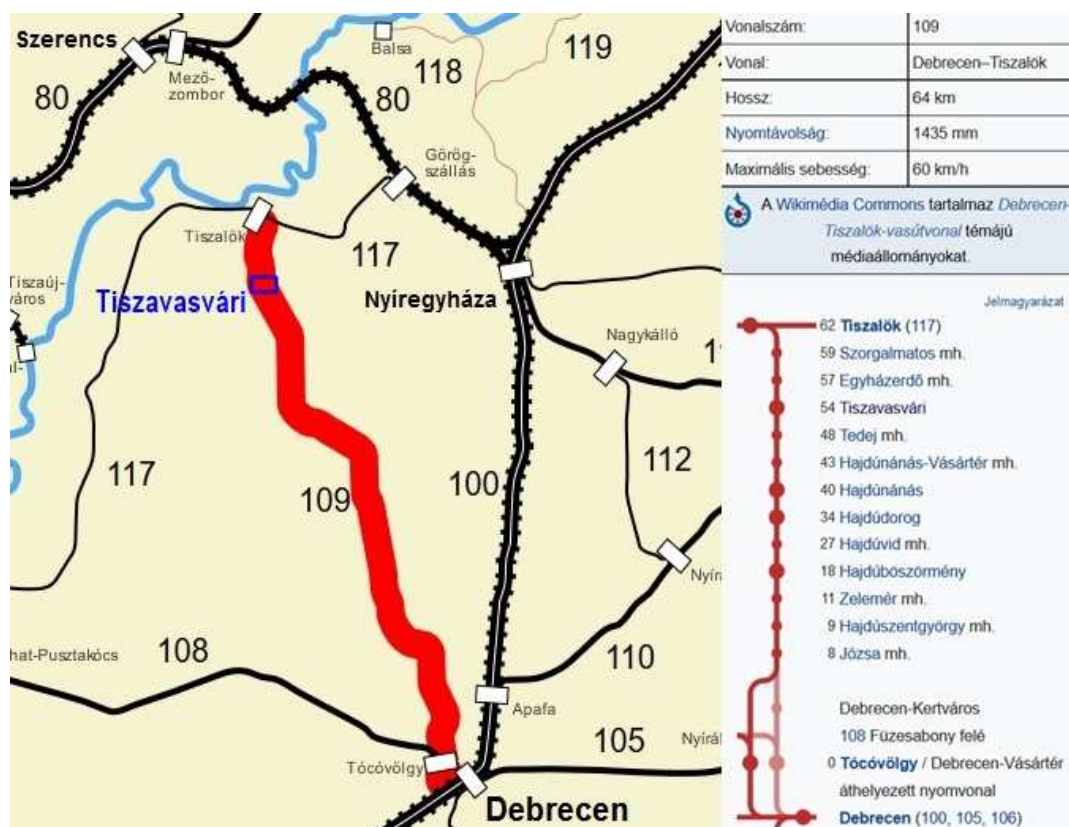 Szerencs
Mező-
zombor
80
Balsa
118
119
80
Görög-
szállás
Tiszalök
117
Tiszavasvári
Nyíregyháza
Tiszaúj-
város
Nagykálló
117
109
100
112
hat-Pusztakócs
108
110
Apafa
105
Tócóvölgy
Debrecen
Vonalszám: 109
Vonal: Debrecen–Tiszalök
Hossz: 64 km
Nyomtávolság: 1435 mm
Maximális sebesség: 60 km/h
A Wikimédia Commons tartalmaz Debrecen-
Tiszalök-vasútvonal témájú
médiaállományokat.
Jelmagyarázat
62 Tiszalök (117)
59 Szorgalmatos mh.
57 Egyházerdő mh.
54 Tiszavasvári
48 Tedej mh.
43 Hajdúnánás-Vásártér mh.
40 Hajdúnánás
34 Hajdúdorog
27 Hajdúvid mh.
18 Hajdúböszörmény
11 Zelemér mh.
9 Hajdúszentgyörgy mh.
8 Józsa mh.
Debrecen-Kertváros
108 Füzesabony felé
0 Tócóvölgy / Debrecen-Vásártér
áthelyezett nyomvonal
Debrecen (100, 105, 106)